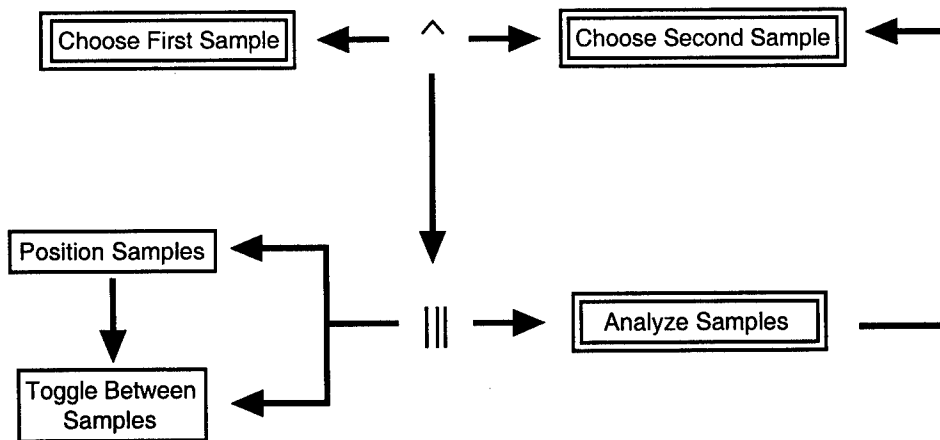 Choose First Sample
^
Choose Second Sample
Position Samples
|||
Analyze Samples
Toggle Between
Samples